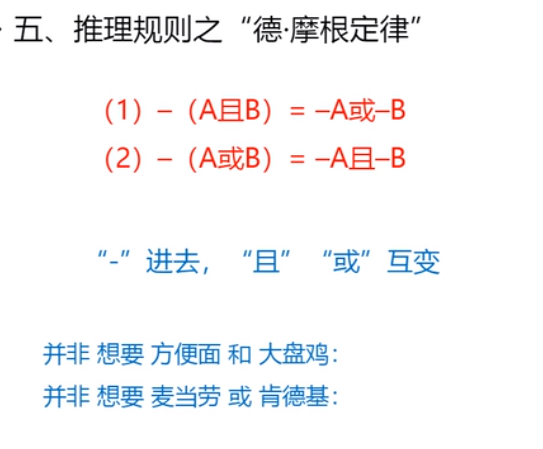 五、推理规则之“德·摩根定律”
（1）–（A且B）= –A或–B
（2）–（A或B）= –A且–B
“-”进去，“且”“或”互变
并非 想要 方便面 和 大盘鸡：
并非 想要 麦当劳 或 肯德基：